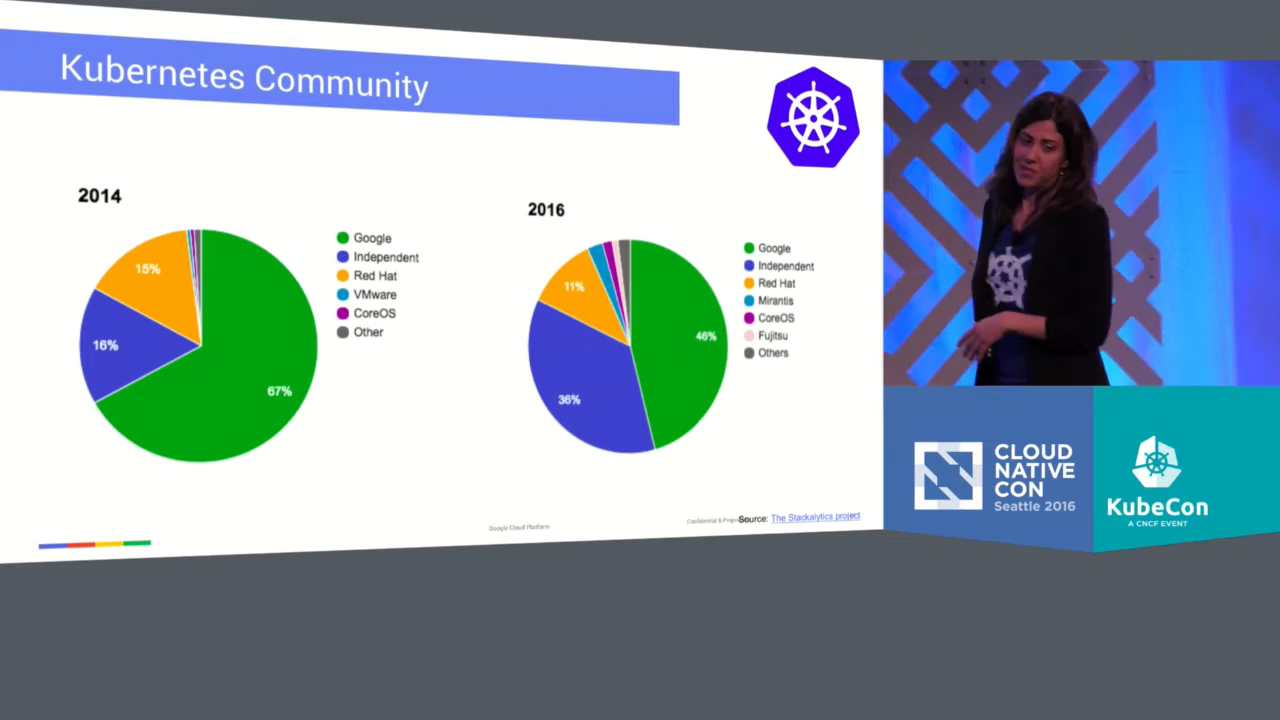 Kubernetes Community
2014
15%
16%
67%
Google
Independent
Red Hat
VMware
CoreOS
Other
2016
11%
46%
36%
Google
Independent
Red Hat
Mirantis
CoreOS
Fujitsu
Others
Google Cloud Platform
Confidential & Propri
Source: The Stackalytics project
CLOUD
NATIVE
CON
Seattle 2016
KubeCon
A CNCF EVENT